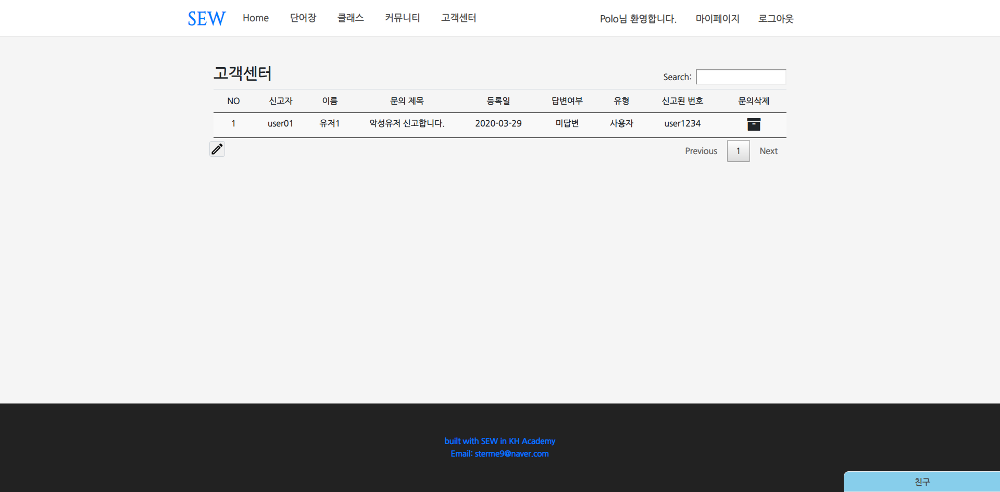 SEW Home 단어장 클래스 커뮤니티 고객센터 Polo님 환영합니다. 마이페이지 로그아웃
고객센터 Search:
NO 신고자 이름 문의 제목 등록일 답변여부 유형 신고된 번호 문의삭제
1 user01 유저1 악성유저 신고합니다. 2020-03-29 미답변 사용자 user1234
Previous 1 Next
built with SEW in KH Academy
Email: sterme9@naver.com
친구